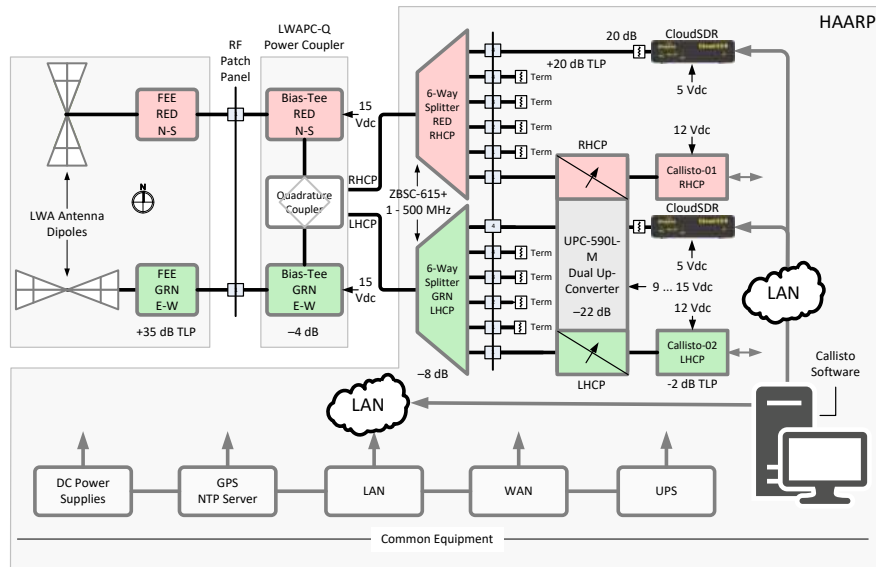 HAARP
LWAPC-Q
Power Coupler
RF
Patch
Panel
20 dB
CloudSDR
+20 dB TLP
5 Vdc
FEE
RED
N-S
Bias-Tee
RED
N-S
15
Vdc
6-Way
Splitter
RED
RHCP
Term
Term
Term
Term
12 Vdc
RHCP
Callisto-01
RHCP
N
LWA Antenna
Dipoles
Quadrature
Coupler
RHCP
LHCP
ZBSC-615+
1 - 500 MHz
CloudSDR
4
UPC-590L-
M
Dual Up-
Converter
–22 dB
5 Vdc
9 ... 15 Vdc
12 Vdc
LAN
FEE
GRN
E-W
Bias-Tee
GRN
E-W
15
Vdc
6-Way
Splitter
GRN
LHCP
Term
Term
Term
Term
+35 dB TLP
–4 dB
–8 dB
LHCP
Callisto-02
LHCP
-2 dB TLP
Callisto
Software
LAN
DC Power
Supplies
GPS
NTP Server
LAN
WAN
UPS
Common Equipment